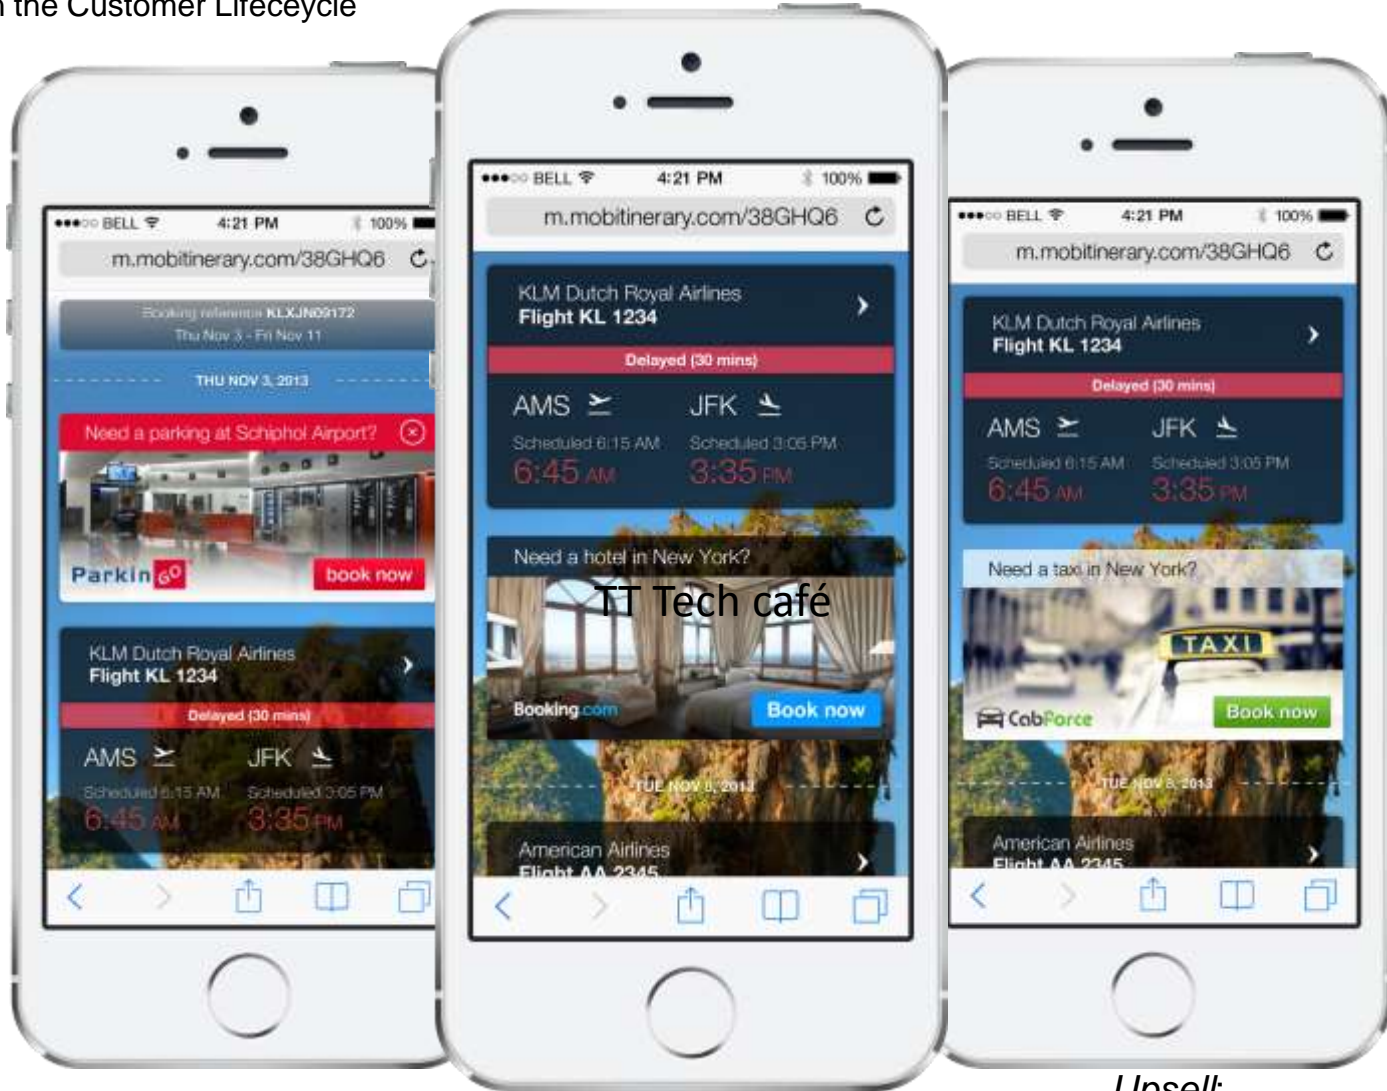 n the Customer Lifeceycle
BELL 4:21 PM 100%
m.mobitinerary.com/38GHQ6
Booking reference KLXJN09172
Thu Nov 3 - Fri Nov 11
THU NOV 3, 2013
Need a parking at Schiphol Airport?
Parkin GO
book now
KLM Dutch Royal Airlines
Flight KL 1234
Delayed (30 mins)
AMS JFK
Scheduled 6:15 AM Scheduled 3:05 PM
6:45 AM 3:35 PM
BELL 4:21 PM 100%
m.mobitinerary.com/38GHQ6
KLM Dutch Royal Airlines
Flight KL 1234
Delayed (30 mins)
AMS JFK
Scheduled 6:15 AM Scheduled 3:05 PM
6:45 AM 3:35 PM
Need a hotel in New York?
TT Tech café
Booking.com
Book now
TUE NOV 8, 2013
American Airlines
Flight AA 2345
BELL 4:21 PM 100%
m.mobitinerary.com/38GHQ6
KLM Dutch Royal Airlines
Flight KL 1234
Delayed (30 mins)
AMS JFK
Scheduled 6:15 AM Scheduled 3:05 PM
6:45 AM 3:35 PM
Need a taxi in New York?
TAXI
CabForce
Book now
TUE NOV 8, 2013
American Airlines
Flight AA 2345
Upsell: